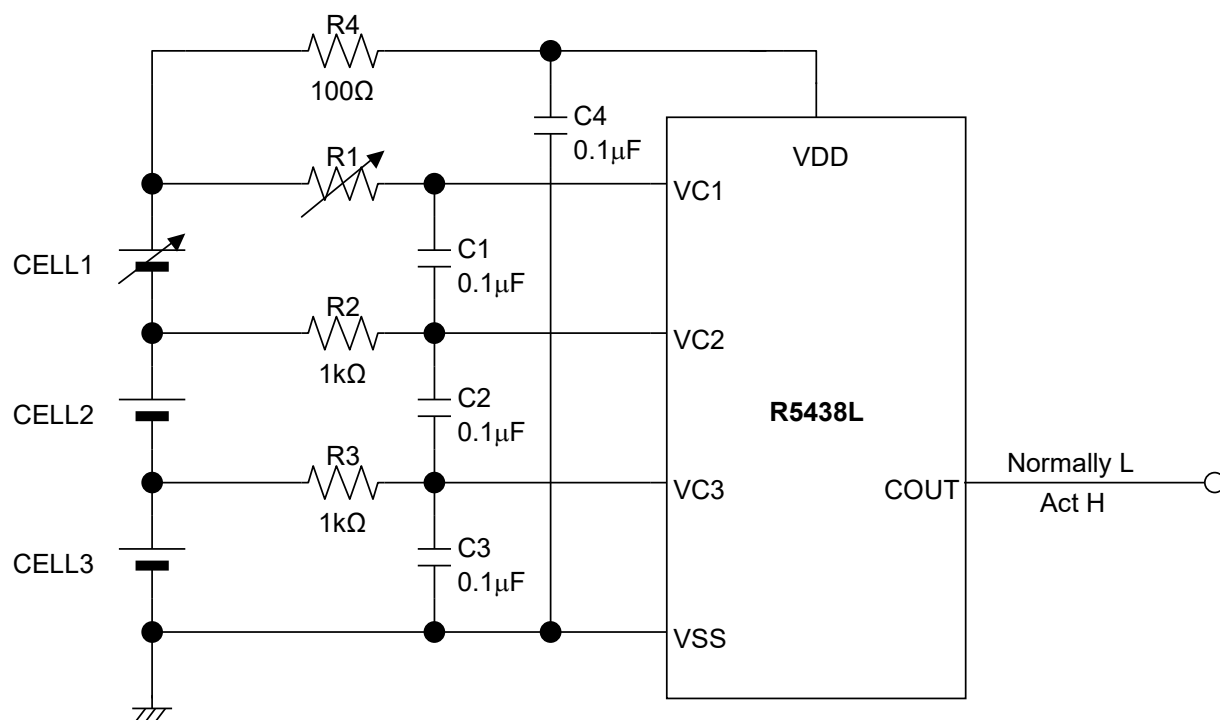 R4
100Ω
C4
0.1μF
VDD
R1
VC1
CELL1
C1
0.1μF
R2
1kΩ
VC2
CELL2
C2
0.1μF
R5438L
R3
1kΩ
VC3
COUT
Normally L
Act H
CELL3
C3
0.1μF
VSS